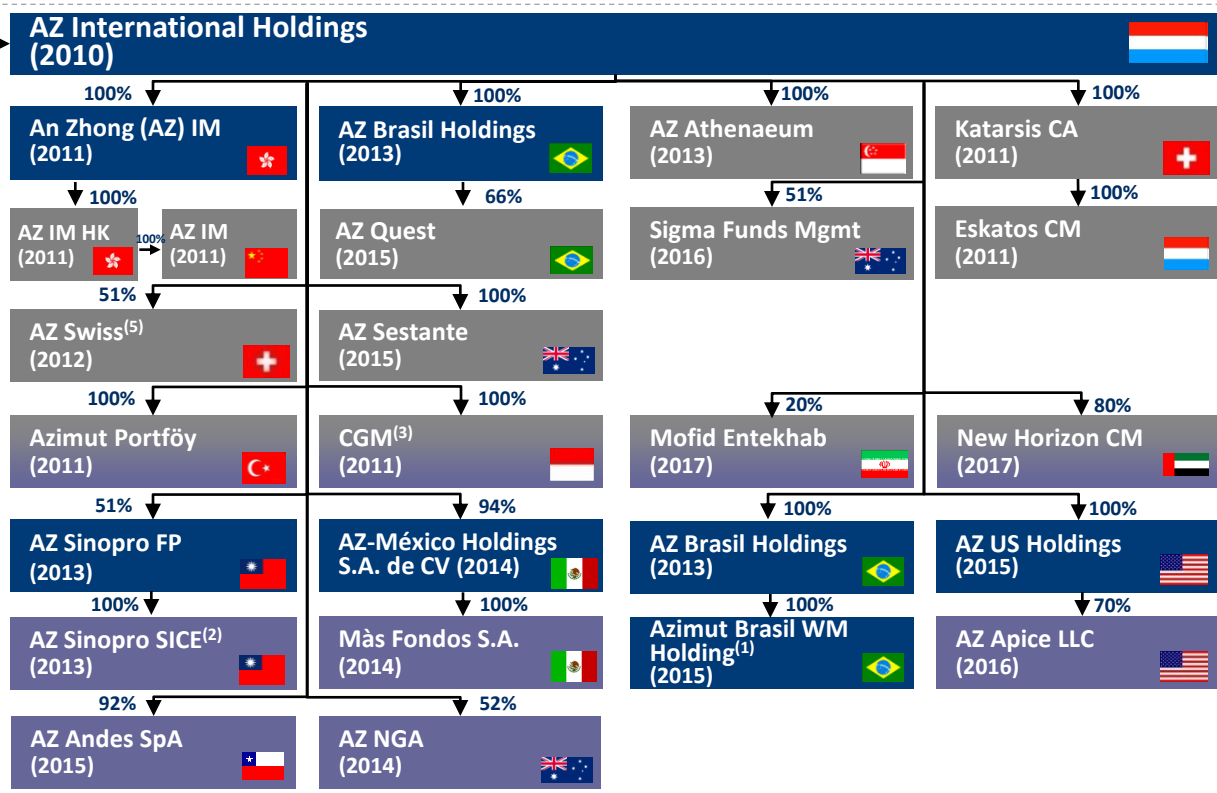 AZ International Holdings
(2010)
100%
100%
100%
100%
An Zhong (AZ) IM
(2011)
AZ Brasil Holdings
(2013)
AZ Athenaeum
(2013)
Katarsis CA
(2011)
100%
66%
51%
100%
AZ IM HK
(2011)
100%
AZ IM
(2011)
AZ Quest
(2015)
Sigma Funds Mgmt
(2016)
Eskatos CM
(2011)
51%
100%
AZ Swiss(5)
(2012)
AZ Sestante
(2015)
100%
100%
20%
80%
Azimut Portföy
(2011)
CGM(3)
(2011)
Mofid Entekhab
(2017)
New Horizon CM
(2017)
51%
94%
100%
100%
AZ Sinopro FP
(2013)
AZ-México Holdings
S.A. de CV (2014)
AZ Brasil Holdings
(2013)
AZ US Holdings
(2015)
100%
100%
100%
70%
AZ Sinopro SICE(2)
(2013)
Màs Fondos S.A.
(2014)
Azimut Brasil WM
Holding(1)
(2015)
AZ Apice LLC
(2016)
92%
52%
AZ Andes SpA
(2015)
AZ NGA
(2014)